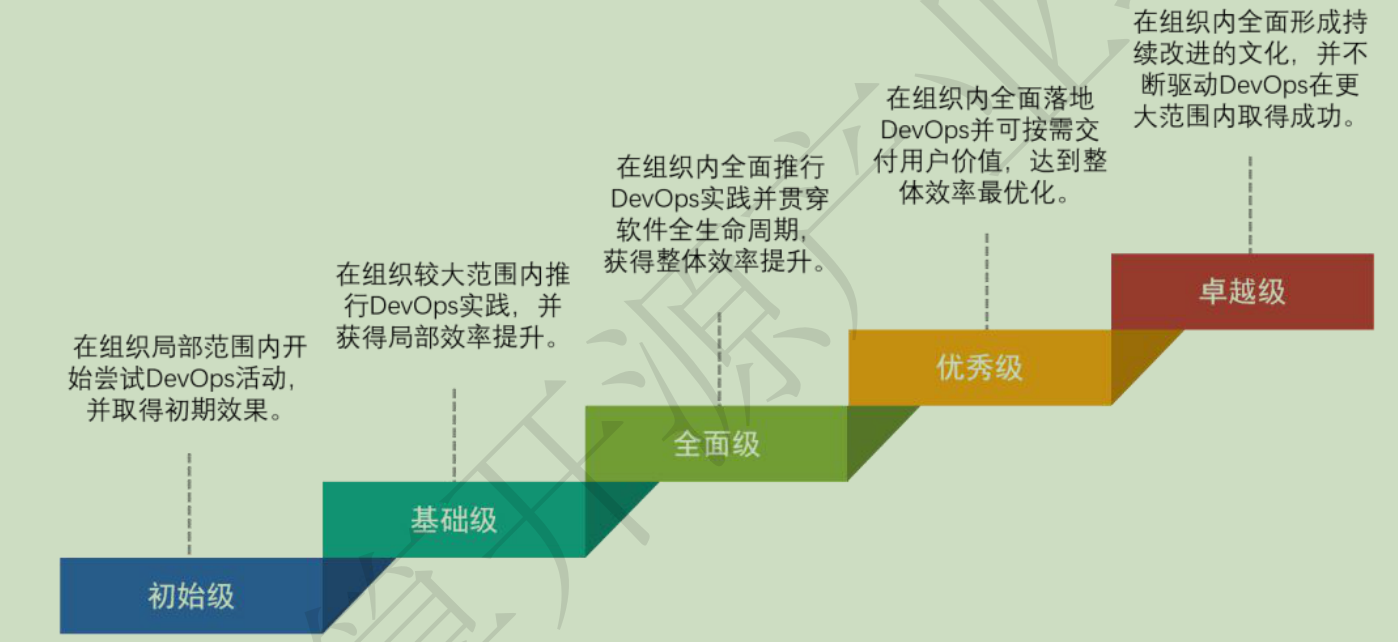 在组织局部范围内开
始尝试DevOps活动,
并取得初期效果。
初始级
在组织较大范围内推
行DevOps实践，并
获得局部效率提升。
基础级
在组织内全面推行
DevOps实践并贯穿
软件全生命周期,
获得整体效率提升。
全面级
在组织内全面落地
DevOps并可按需交
付用户价值，达到整
体效率最优化。
优秀级
在组织内全面形成持
续改进的文化，并不
断驱动DevOps在更
大范围内取得成功。
卓越级
开源产业